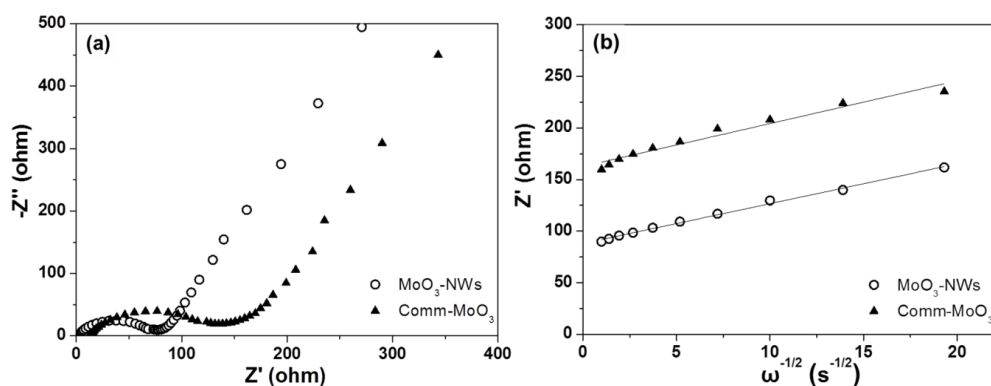 (a)
500
400
300
200
100
0
-Z'' (ohm)
0 100 200 300 400
Z' (ohm)
MoO₃-NWs
Comm-MoO₃
(b)
300
250
200
150
100
50
0
Z' (ohm)
0 5 10 15 20
ω⁻¹/² (s⁻¹/²)
MoO₃-NWs
Comm-MoO₃